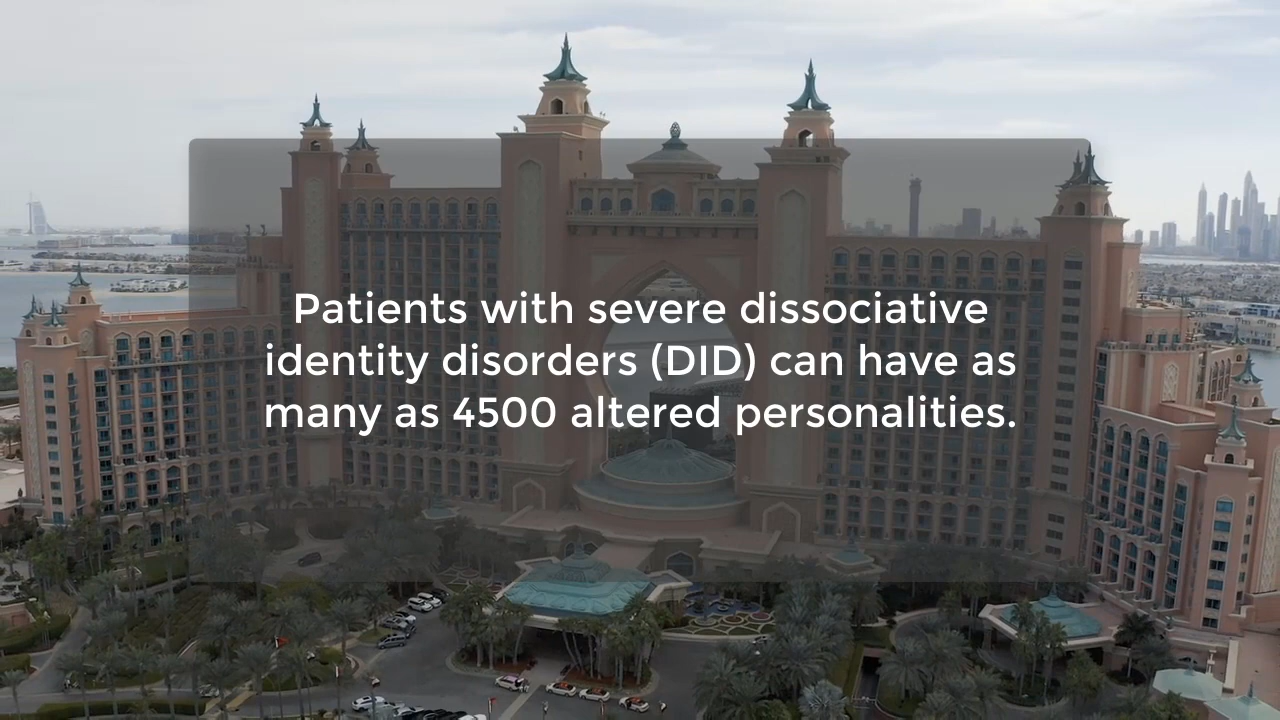 Patients with severe dissociative
identity disorders (DID) can have as
many as 4500 altered personalities.